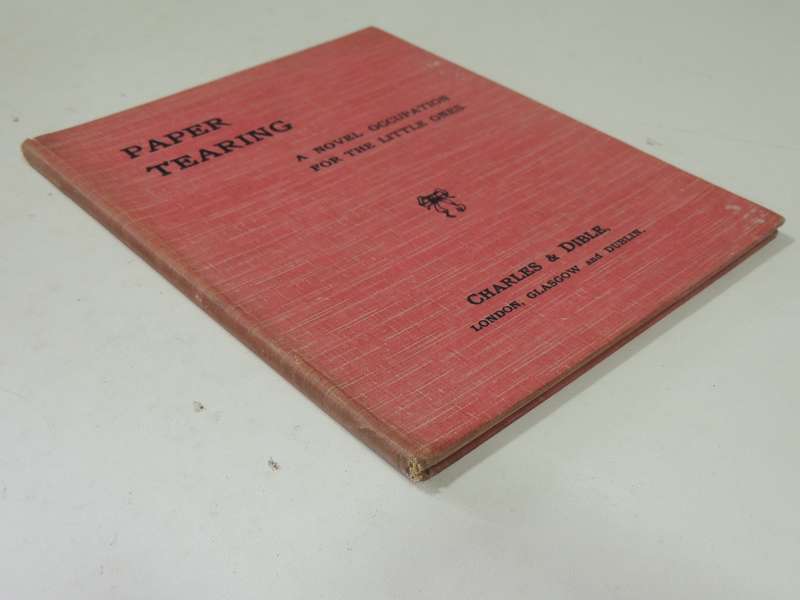 PAPER
TEARING
A NOVEL OCCUPATION
FOR THE LITTLE ONES.
CHARLES & DIBLE,
LONDON, GLASGOW and DUBLIN.